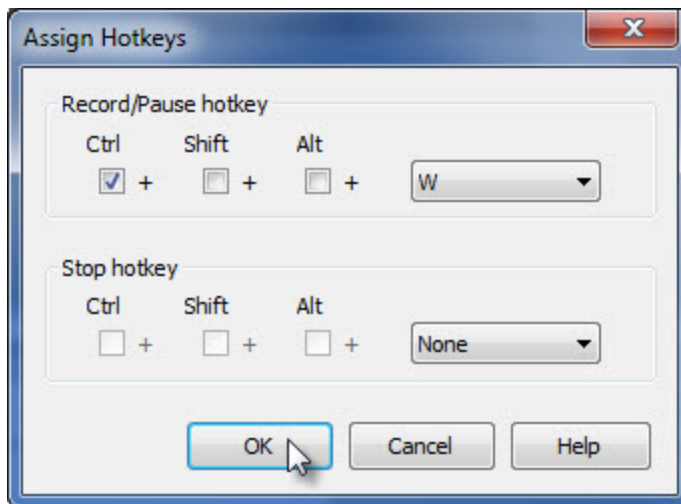 Assign Hotkeys
Record/Pause hotkey
Ctrl Shift Alt
+ + + W
Stop hotkey
Ctrl Shift Alt
+ + + None
OK Cancel Help